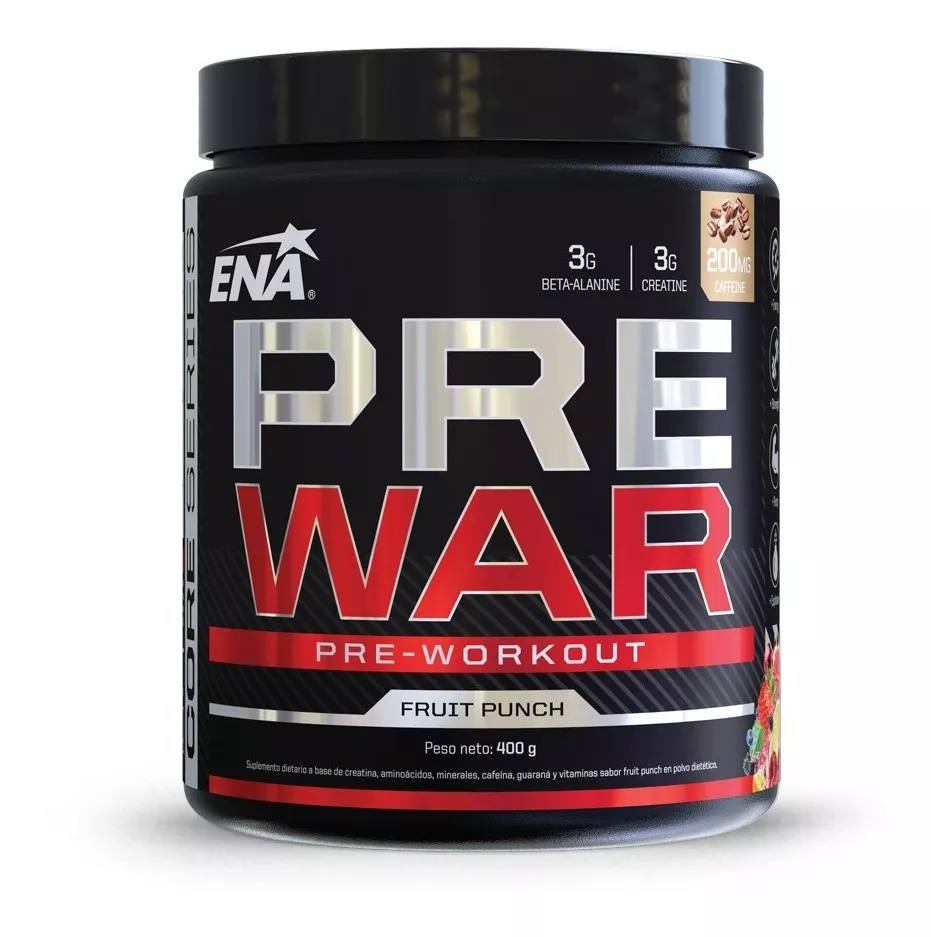 CORE SERIES
ENA®
3G
BETA-ALANINE
3G
CREATINE
200MG
CAFFEINE
PRE
WAR
PRE-WORKOUT
FRUIT PUNCH
Peso neto: 400 g
Suplemento dietario a base de creatina, aminoácidos, minerales, cafeína, guaraná y vitaminas sabor fruit punch en polvo dietético.